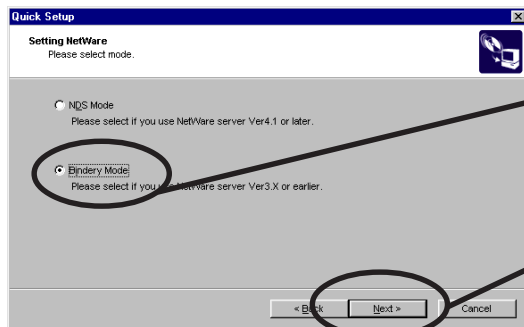 Quick Setup
Setting NetWare
Please select mode.
NDS Mode
Please select if you use NetWare server Ver4.1 or later.
Bindery Mode
Please select if you use NetWare server Ver3.X or earlier.
« Back Next » Cancel